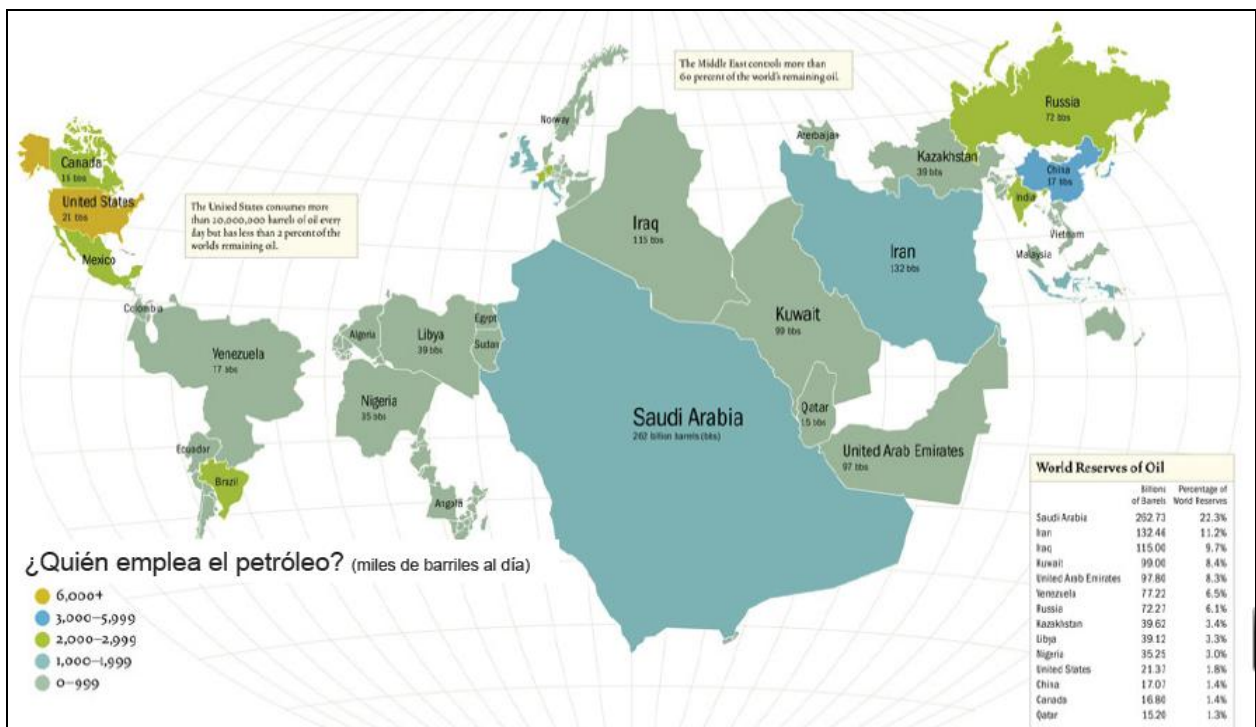 The Middle East controls more than
60 percent of the world's remaining oil.
Russia
72 bbs
Norway
Azerbaijan
Kazakhstan
39 bbs
Canada
16 bbs
China
17 bbs
United States
21 bbs
India
The United States consumes more
than 20,000,000 barrels of oil every
day but has less than 2 percent of the
worlds remaining oil.
Iraq
115 bbs
Vietnam
Iran
132 bbs
Malaysia
Mexico
Colombia
Kuwait
99 bbs
Egypt
Algeria
Libya
39 bbs
Sudan
Venezuela
77 bbs
Nigeria
35 bbs
Saudi Arabia
262 billion barrels (bbs)
Qatar
15 bbs
Ecuador
United Arab Emirates
97 bbs
Brazil
Angola
¿Quién emplea el petróleo? (miles de barriles al día)
6,000+
3,000–5,999
2,000–2,999
1,000–1,999
0–999
World Reserves of Oil
Billions Percentage of
of Barrels World Reserves
Saudi Arabia 262.73 22.3%
Iran 132.46 11.2%
Iraq 115.00 9.7%
Kuwait 99.00 8.4%
United Arab Emirates 97.80 8.3%
Venezuela 77.22 6.5%
Russia 72.27 6.1%
Kazakhstan 39.62 3.4%
Libya 39.12 3.3%
Nigeria 35.25 3.0%
United States 21.37 1.8%
China 17.07 1.4%
Canada 16.80 1.4%
Qatar 15.20 1.3%